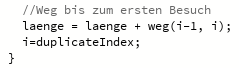 //Weg bis zum ersten Besuch
laenge = laenge + weg(i-1, i);
i=duplicateIndex;
}